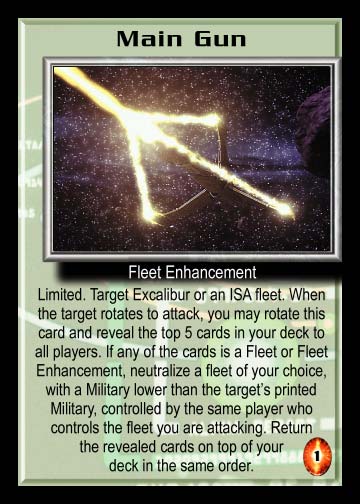 Main Gun
Fleet Enhancement
Limited. Target Excalibur or an ISA fleet. When
the target rotates to attack, you may rotate this
card and reveal the top 5 cards in your deck to
all players. If any of the cards is a Fleet or Fleet
Enhancement, neutralize a fleet of your choice,
with a Military lower than the target's printed
Military, controlled by the same player who
controls the fleet you are attacking. Return
the revealed cards on top of your
deck in the same order.
1